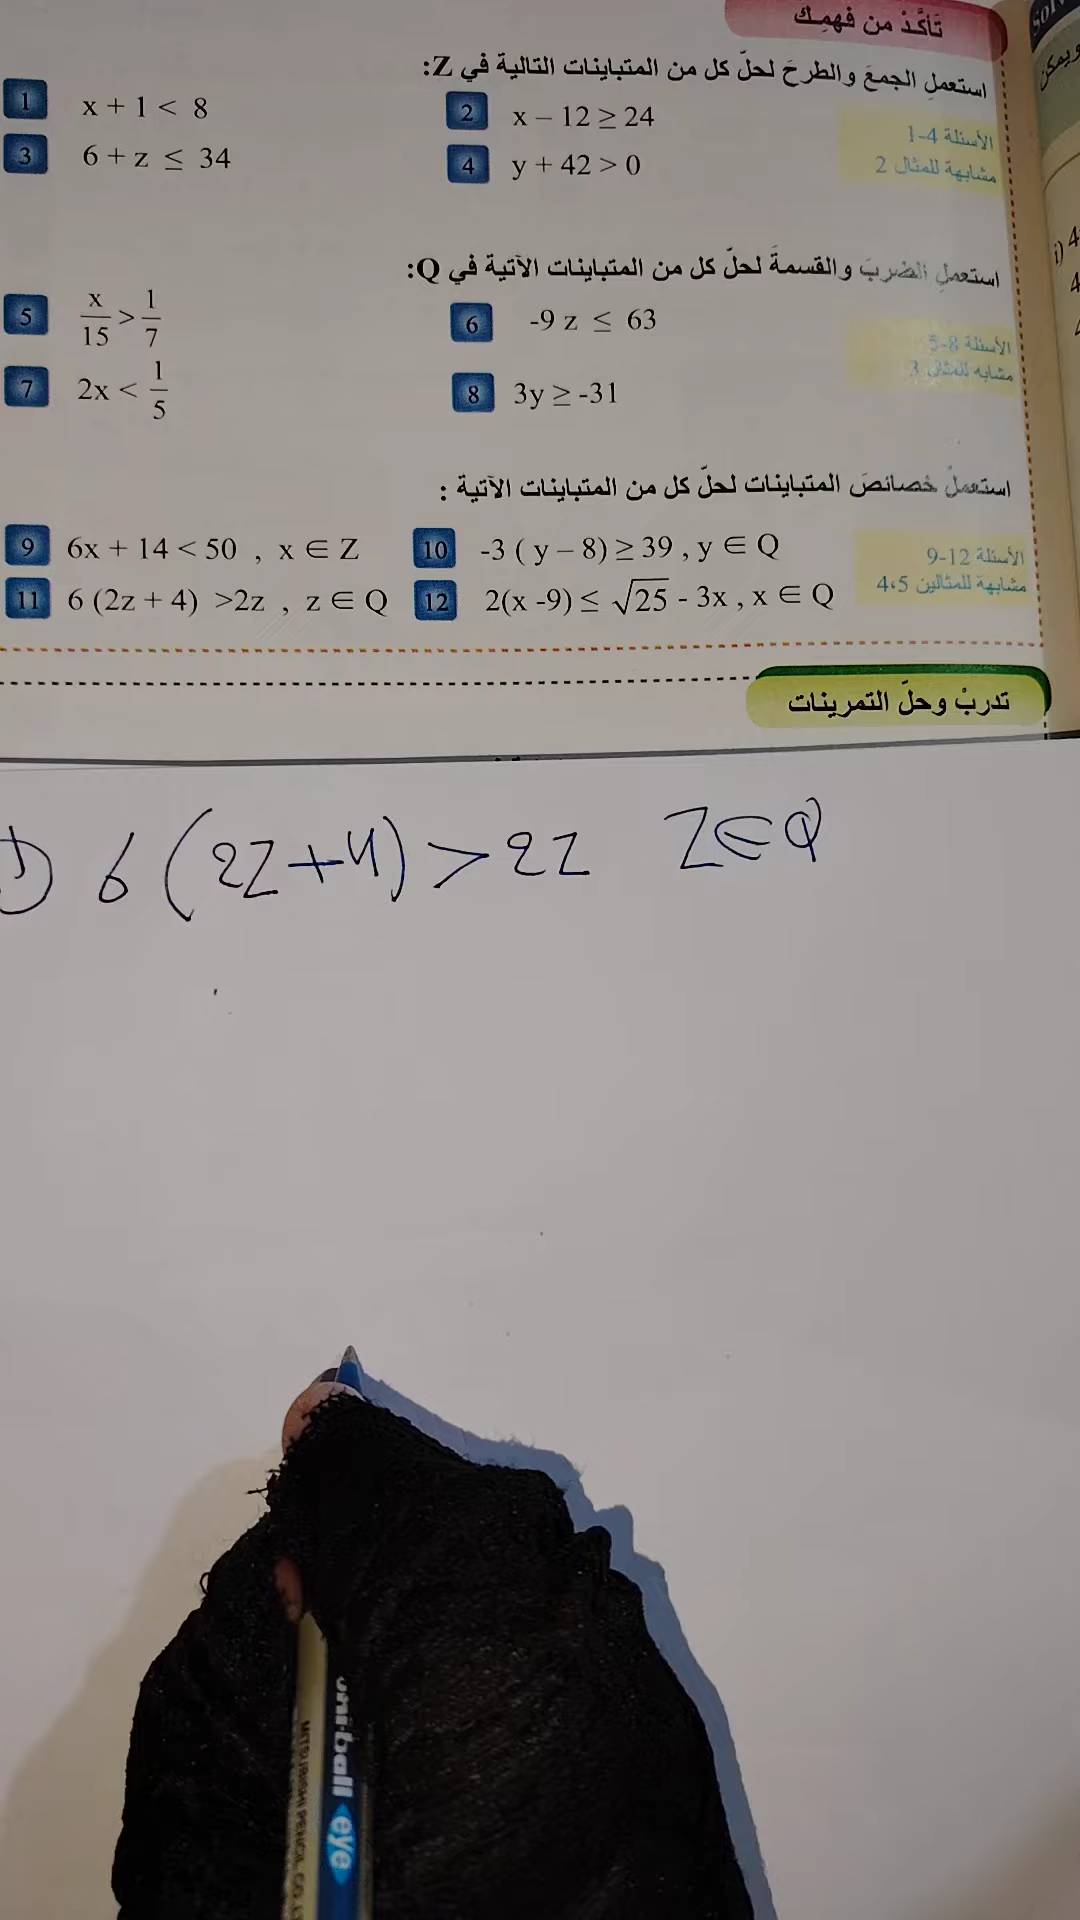 تَأكَّدْ من فهمِك
استعملِ الجمعَ والطرحَ لحلّ كل من المتباينات التالية في Z:
1 x + 1 < 8
2 x – 12 ≥ 24
3 6 + z ≤ 34
4 y + 42 > 0
الأسئلة 1-4
مشابهة للمثال 2
استعملِ الضربَ والقسمةَ لحلّ كل من المتباينات الآتية في Q:
5 x/15 > 1/7
6 -9 z ≤ 63
7 2x < 1/5
8 3y ≥ -31
الأسئلة 5-8
مشابه للمثال 3
استعملْ خصائصَ المتباينات لحلّ كل من المتباينات الآتية :
9 6x + 14 < 50 , x ∈ Z
10 -3 ( y – 8) ≥ 39 , y ∈ Q
11 6 (2z + 4) >2z , z ∈ Q
12 2(x -9) ≤ √25 - 3x , x ∈ Q
الأسئلة 9-12
مشابهة للمثالين 4،5
تدربْ وحلّ التمرينات
6 (2Z+4) > 2Z Z∈Q
uni-ball eye